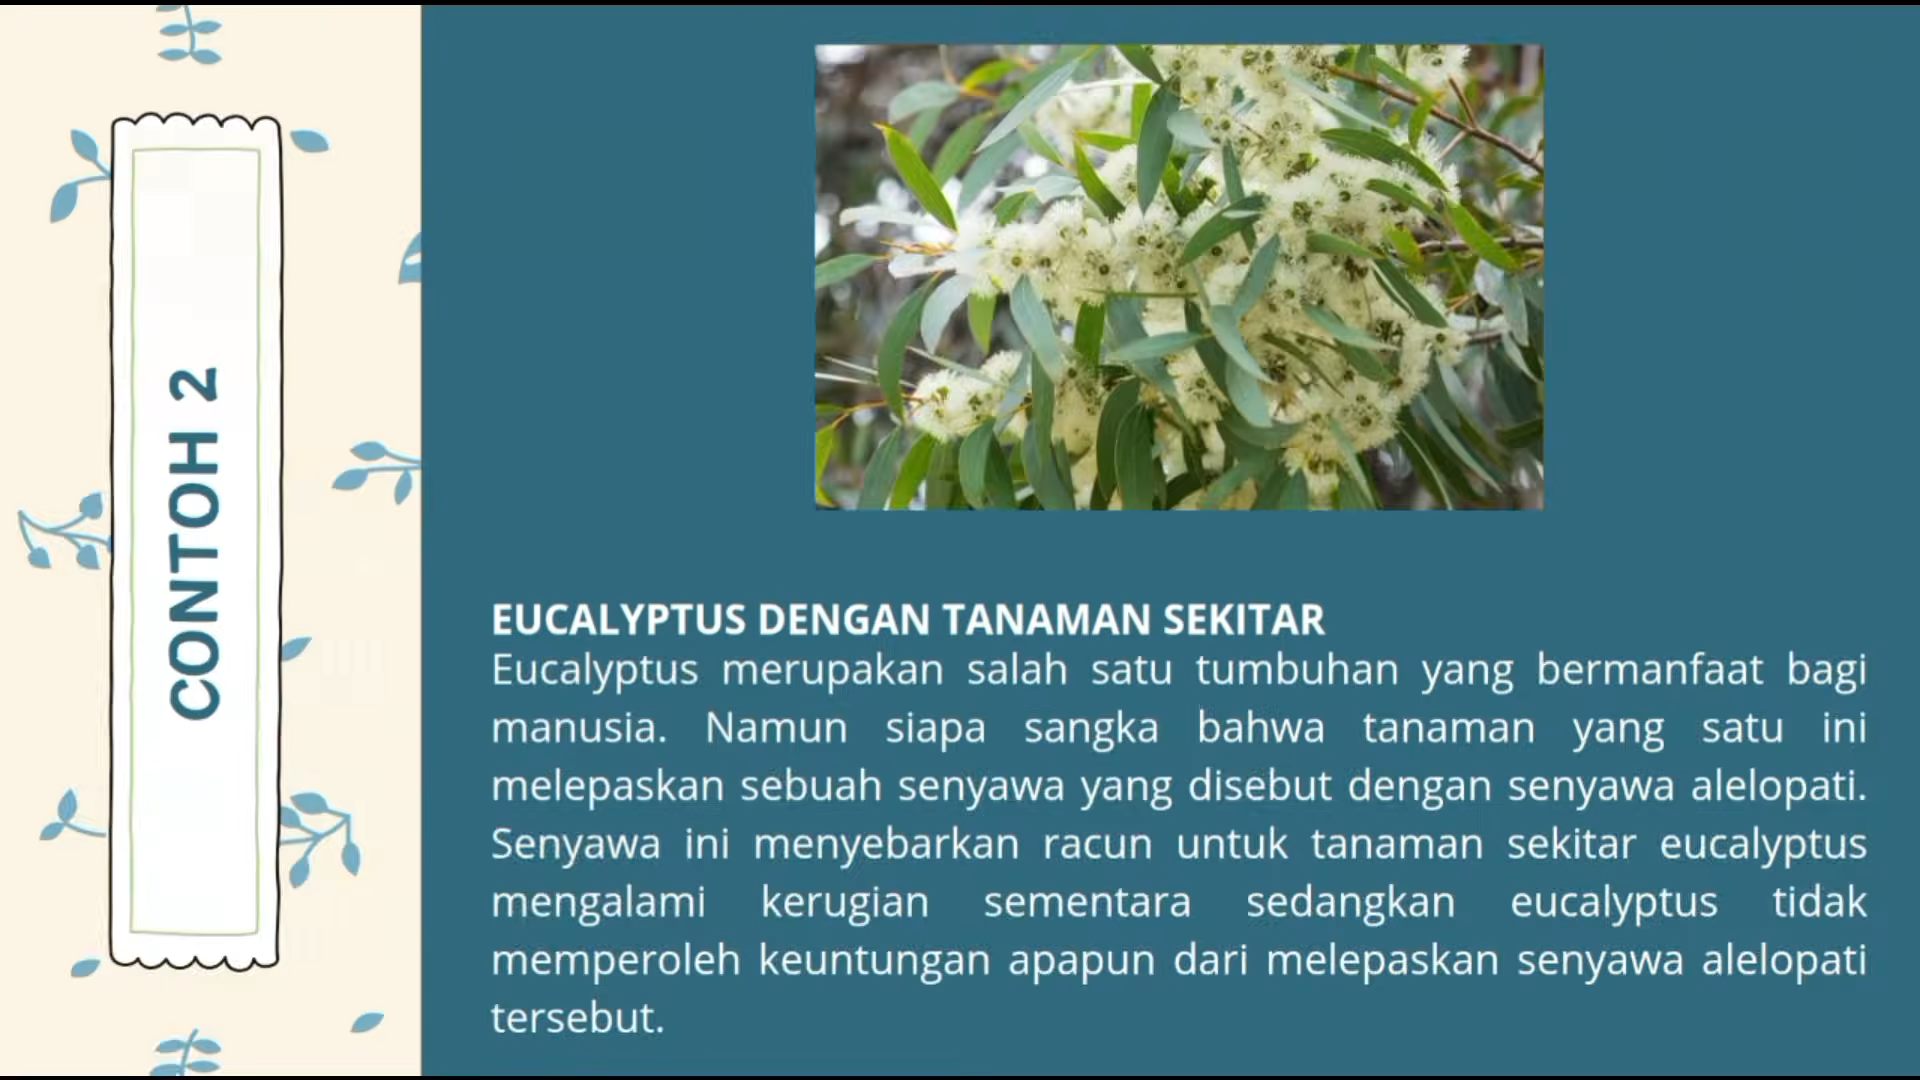 CONTOH 2
EUCALYPTUS DENGAN TANAMAN SEKITAR
Eucalyptus merupakan salah satu tumbuhan yang bermanfaat bagi
manusia. Namun siapa sangka bahwa tanaman yang satu ini
melepaskan sebuah senyawa yang disebut dengan senyawa alelopati.
Senyawa ini menyebarkan racun untuk tanaman sekitar eucalyptus
mengalami kerugian sementara sedangkan eucalyptus tidak
memperoleh keuntungan apapun dari melepaskan senyawa alelopati
tersebut.